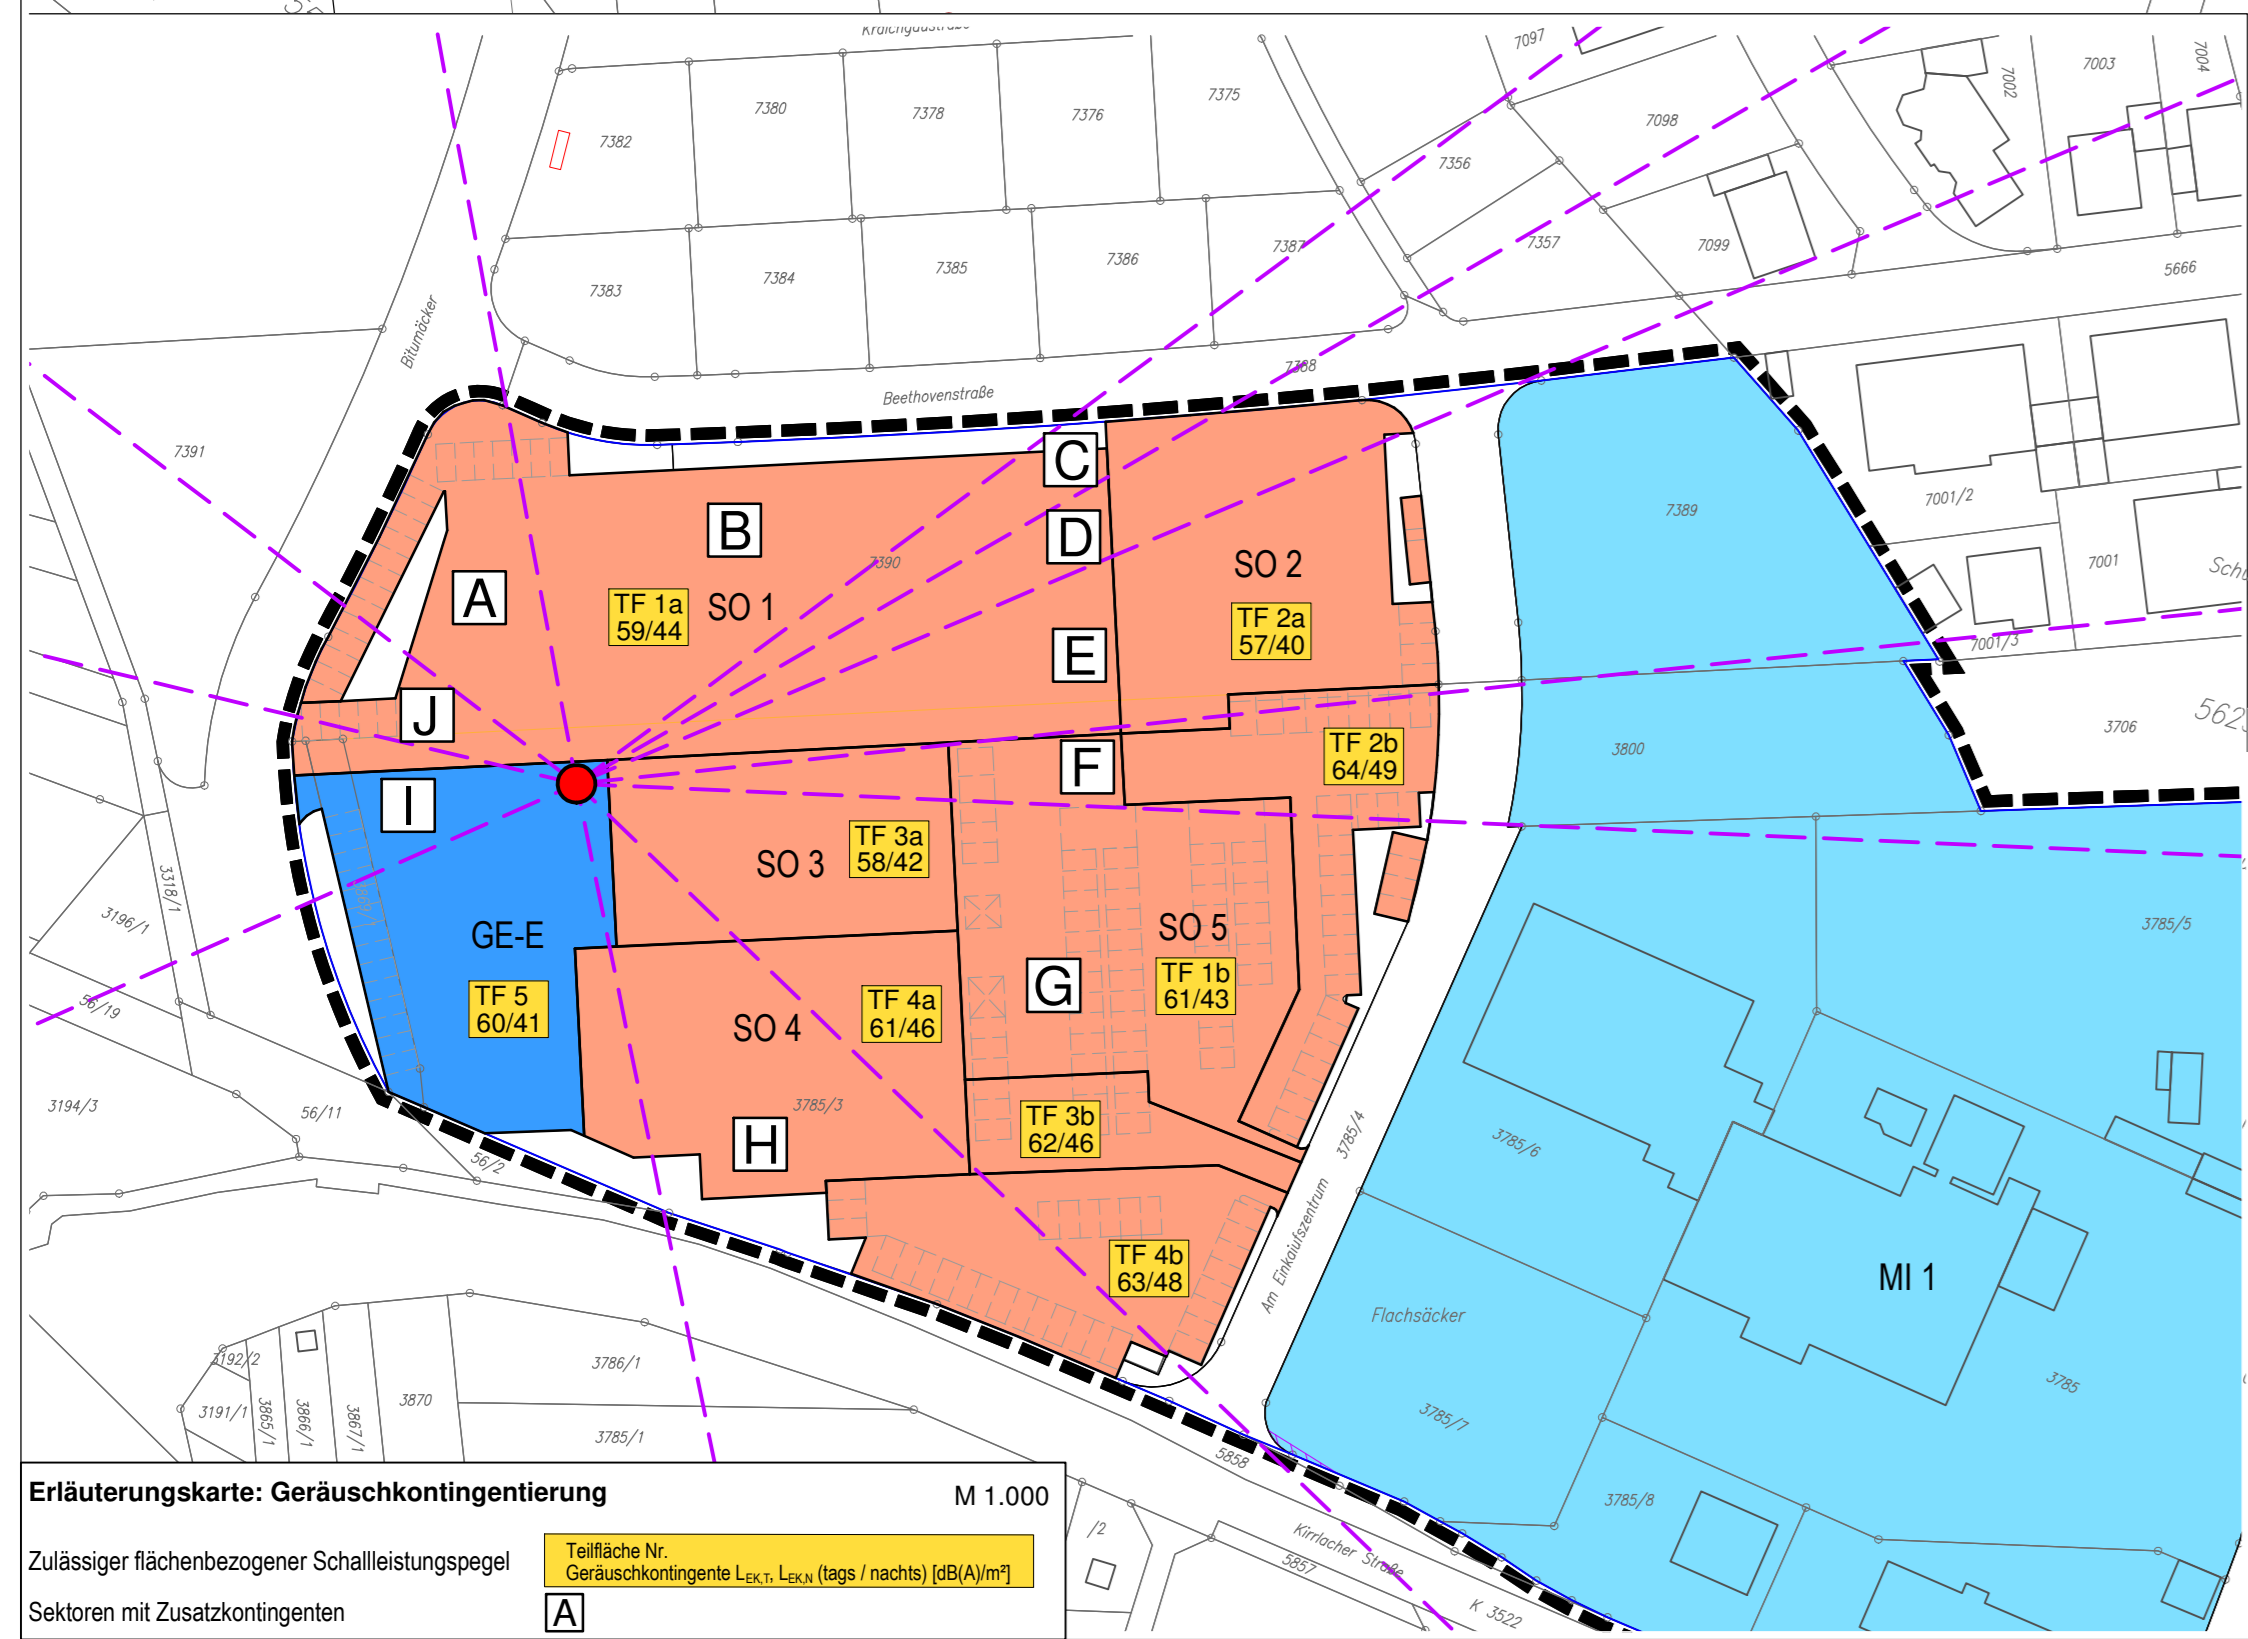 Kraichgaustraße
7097
7003
7004
7002
7380
7378
7376
7375
7382
7098
7356
7383
7384
7385
7386
7387
7357
7099
5666
Bitumäcker
7388
Beethovenstraße
7391
C
7001/2
7389
B
D
7390
SO 2
7001
A
TF 1a
59/44
SO 1
TF 2a
57/40
E
7001/3
J
3706
TF 2b
64/49
3800
F
I
TF 3a
58/42
SO 3
3318/1
3196/1
3785/5
GE-E
SO 5
G
TF 1b
61/43
TF 5
60/41
TF 4a
61/46
SO 4
56/19
3194/3
56/11
3785/3
TF 3b
62/46
H
3785/4
3785/6
56/2
Am Einkaiufszentrum
TF 4b
63/48
MI 1
Flachsäcker
3192/2
3786/1
3191/1
3865/1
3866/1
3867/1
3870
3785
3785/1
3785/7
5858
3785/8
/2
Kirrlacher Straße
5857
K 3522
Erläuterungskarte: Geräuschkontingentierung
M 1.000
Zulässiger flächenbezogener Schallleistungspegel
Teilfläche Nr.
Geräuschkontingente LEK,T, LEK,N (tags / nachts) [dB(A)/m²]
Sektoren mit Zusatzkontingenten
A